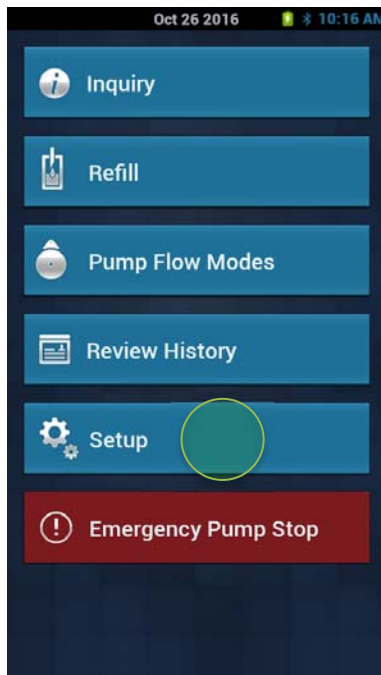 Oct 26 2016 10:16 AM
Inquiry
Refill
Pump Flow Modes
Review History
Setup
Emergency Pump Stop